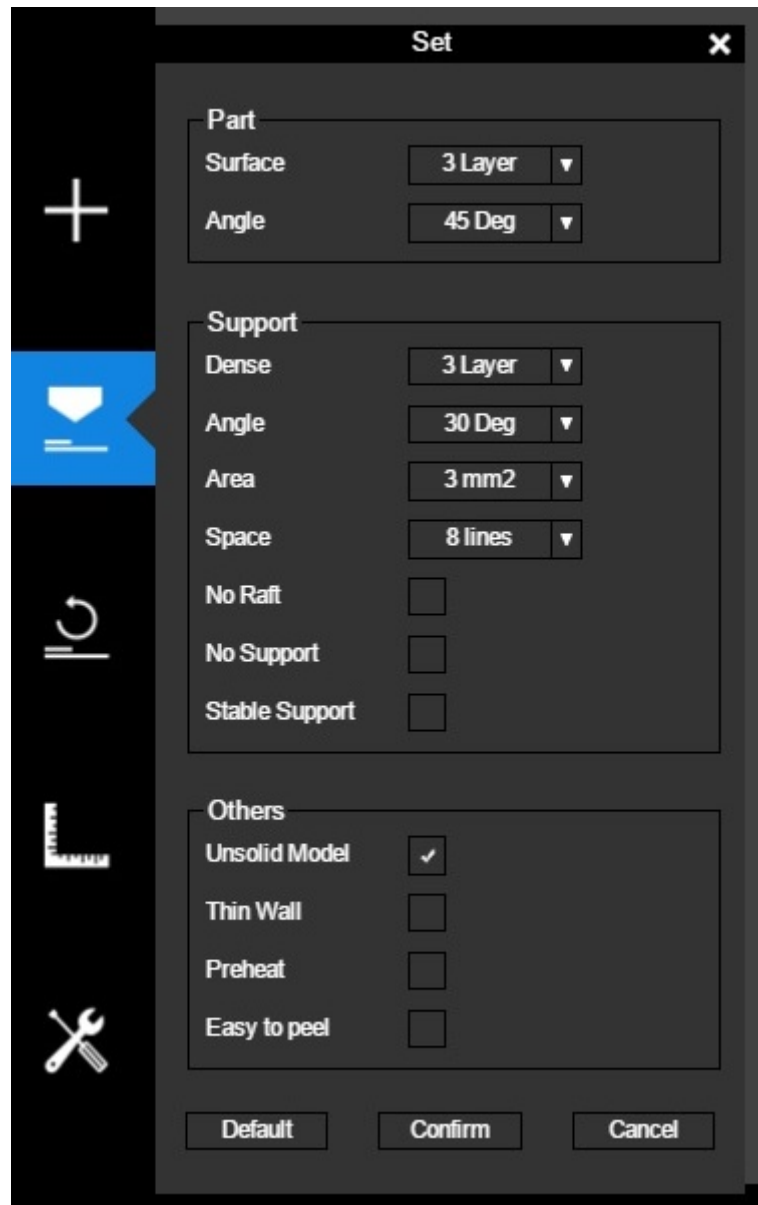 Set
Part
Surface 3 Layer
Angle 45 Deg
Support
Dense 3 Layer
Angle 30 Deg
Area 3 mm2
Space 8 lines
No Raft
No Support
Stable Support
Others
Unsolid Model
Thin Wall
Preheat
Easy to peel
Default Confirm Cancel